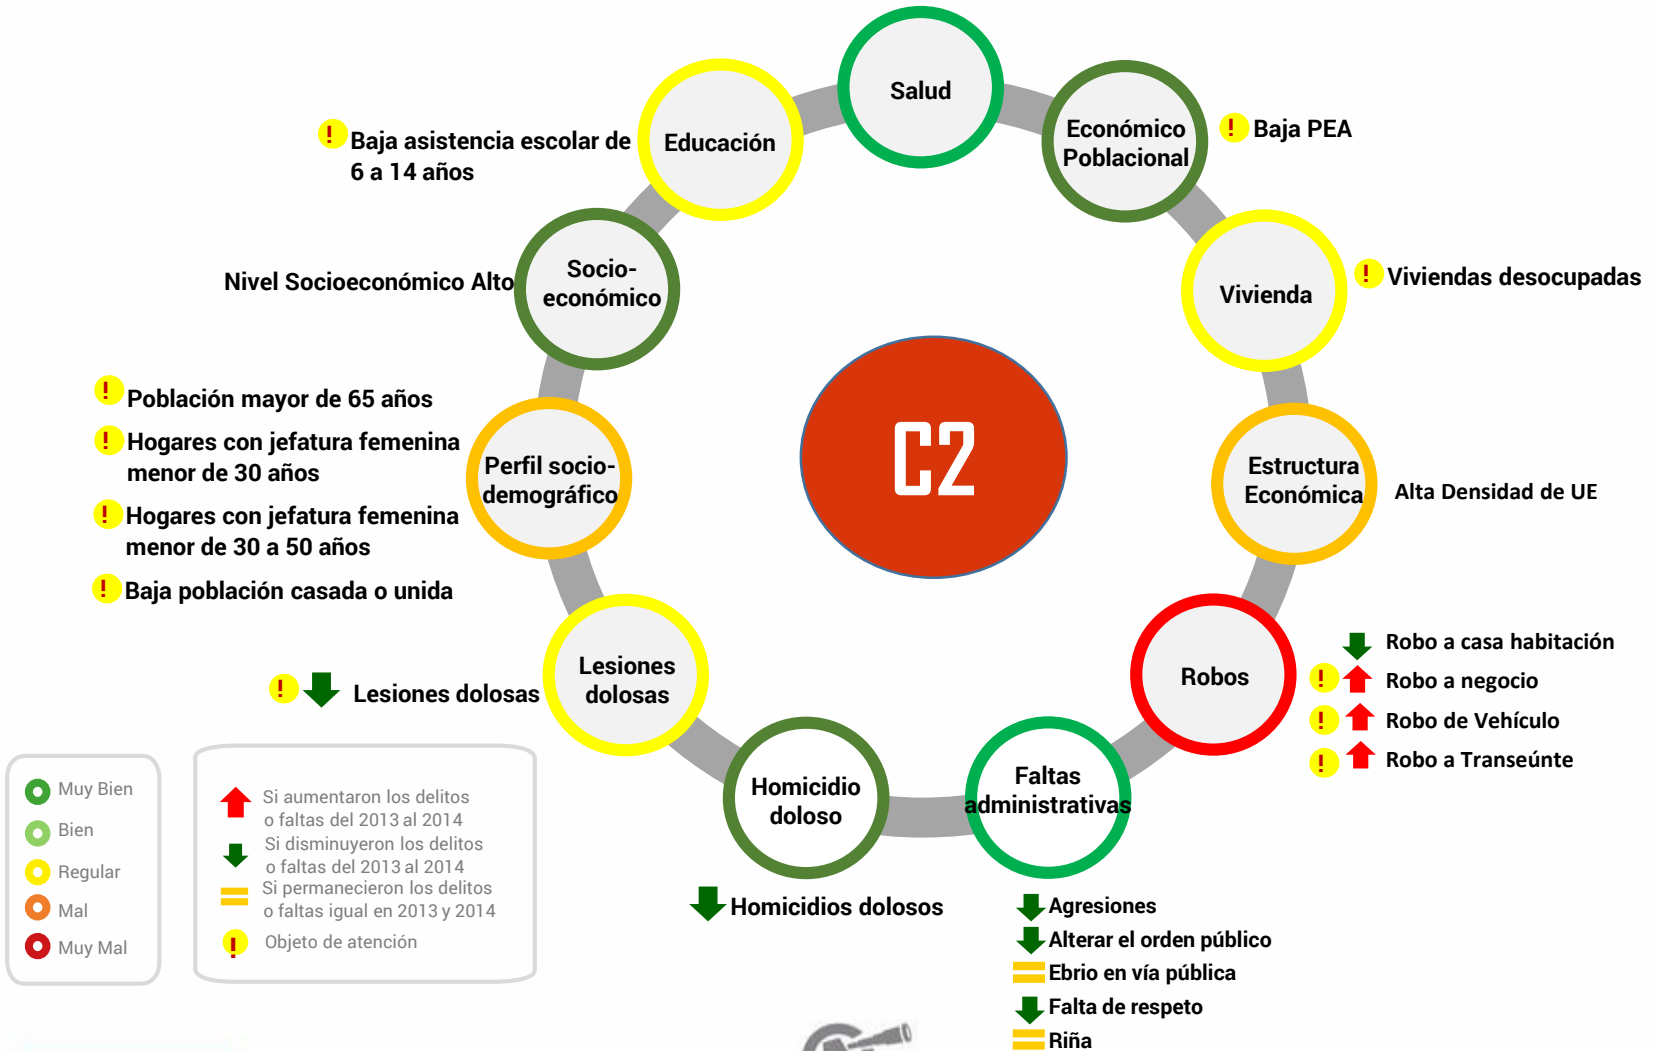 Salud
Educación
Económico
Poblacional
Baja PEA
Baja asistencia escolar de
6 a 14 años
Socio-
económico
Nivel Socioeconómico Alto
Vivienda
Viviendas desocupadas
Población mayor de 65 años
Hogares con jefatura femenina
menor de 30 años
Hogares con jefatura femenina
menor de 30 a 50 años
Baja población casada o unida
Perfil socio-
demográfico
C2
Estructura
Económica
Alta Densidad de UE
Lesiones
dolosas
Lesiones dolosas
Robos
Robo a casa habitación
Robo a negocio
Robo de Vehículo
Robo a Transeúnte
Homicidio
doloso
Homicidios dolosos
Faltas
administrativas
Agresiones
Alterar el orden público
Ebrio en vía pública
Falta de respeto
Riña
Muy Bien
Bien
Regular
Mal
Muy Mal
Si aumentaron los delitos
o faltas del 2013 al 2014
Si disminuyeron los delitos
o faltas del 2013 al 2014
Si permanecieron los delitos
o faltas igual en 2013 y 2014
Objeto de atención